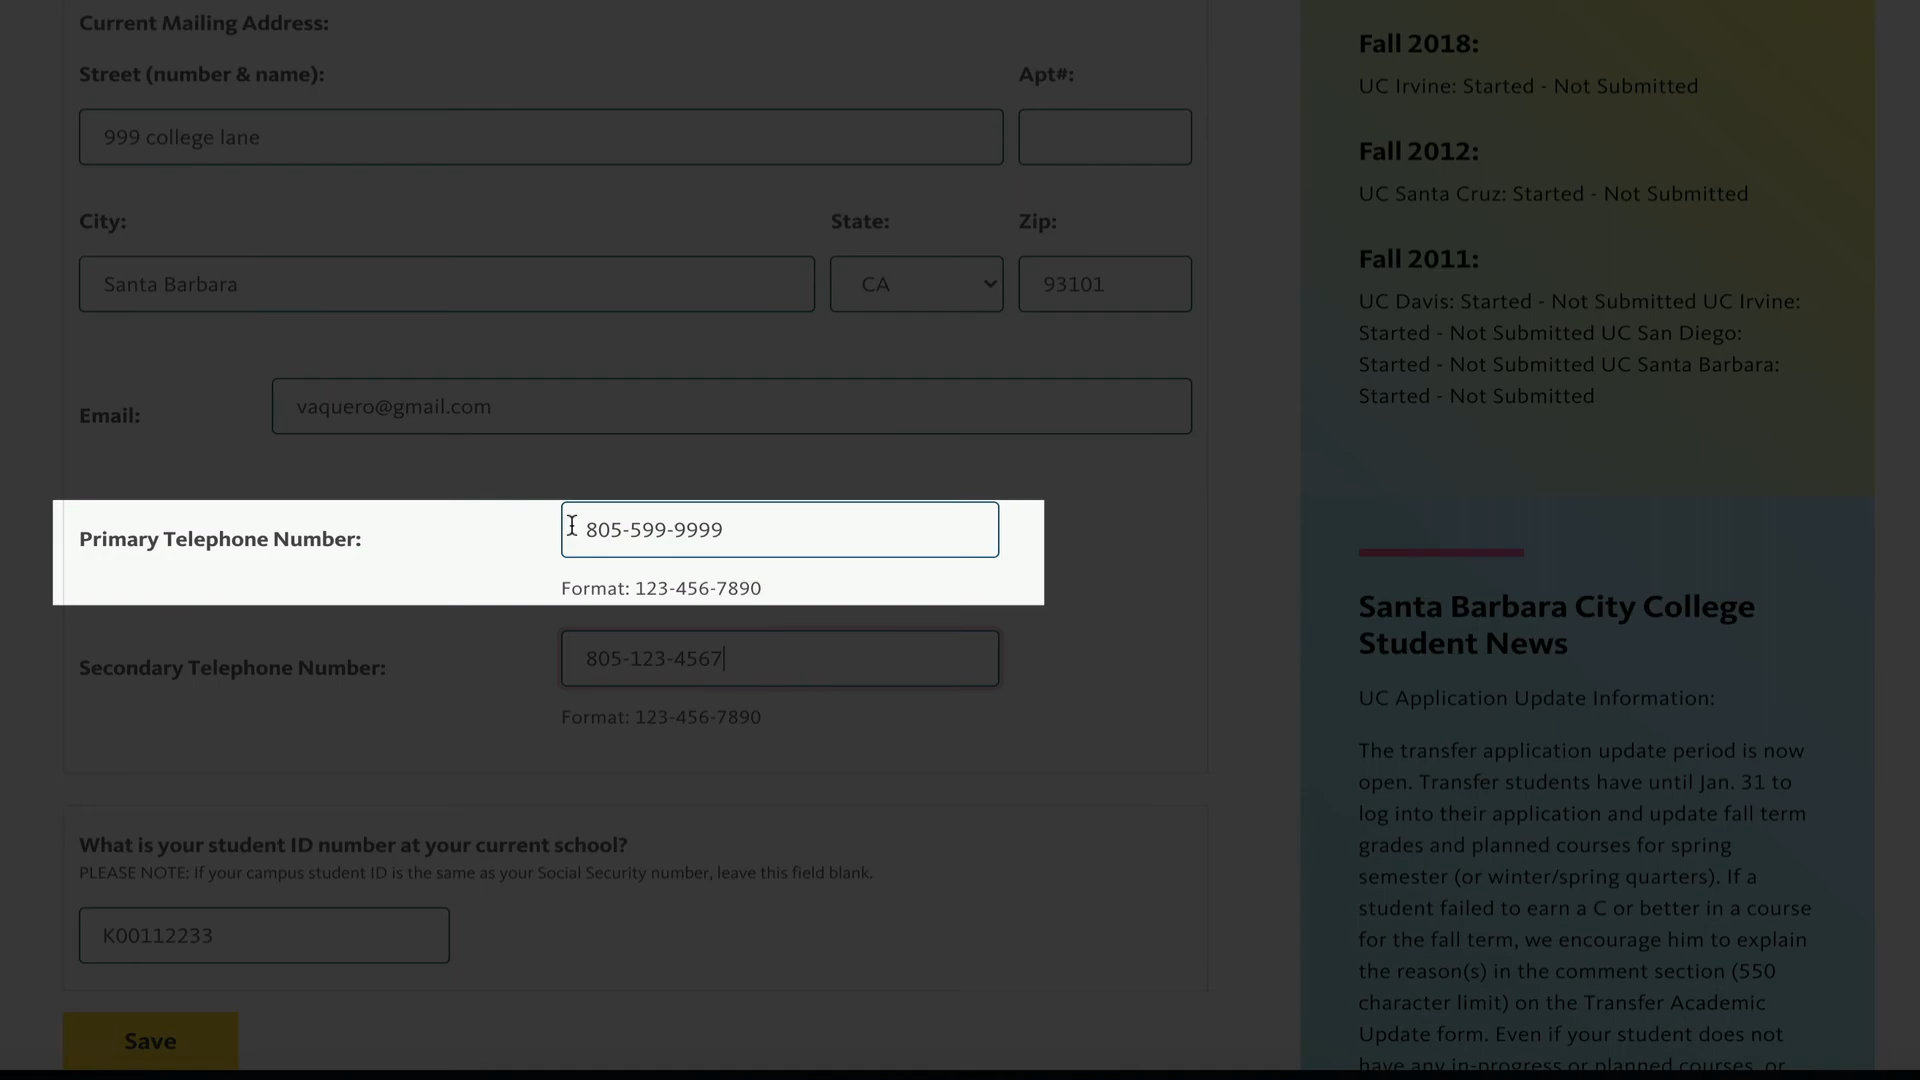 Current Mailing Address:
Street (number & name):
Apt#:
999 college lane
City:
State:
Zip:
Santa Barbara
CA
93101
Email:
vaquero@gmail.com
Primary Telephone Number:
805-599-9999
Format: 123-456-7890
Secondary Telephone Number:
805-123-4567
Format: 123-456-7890
What is your student ID number at your current school?
PLEASE NOTE: If your campus student ID is the same as your Social Security number, leave this field blank.
K00112233
Save
Fall 2018:
UC Irvine: Started - Not Submitted
Fall 2012:
UC Santa Cruz: Started - Not Submitted
Fall 2011:
UC Davis: Started - Not Submitted UC Irvine:
Started - Not Submitted UC San Diego:
Started - Not Submitted UC Santa Barbara:
Started - Not Submitted
Santa Barbara City College
Student News
UC Application Update Information:
The transfer application update period is now
open. Transfer students have until Jan. 31 to
log into their application and update fall term
grades and planned courses for spring
semester (or winter/spring quarters). If a
student failed to earn a C or better in a course
for the fall term, we encourage him to explain
the reason(s) in the comment section (550
character limit) on the Transfer Academic
Update form. Even if your student does not
have any in-progress or planned courses, or